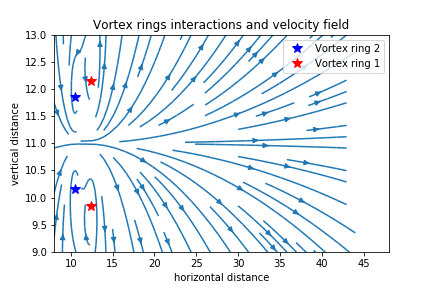 Vortex rings interactions and velocity field
Vortex ring 2
Vortex ring 1
vertical distance
13.0
12.5
12.0
11.5
11.0
10.5
10.0
9.5
9.0
10 15 20 25 30 35 40 45
horizontal distance